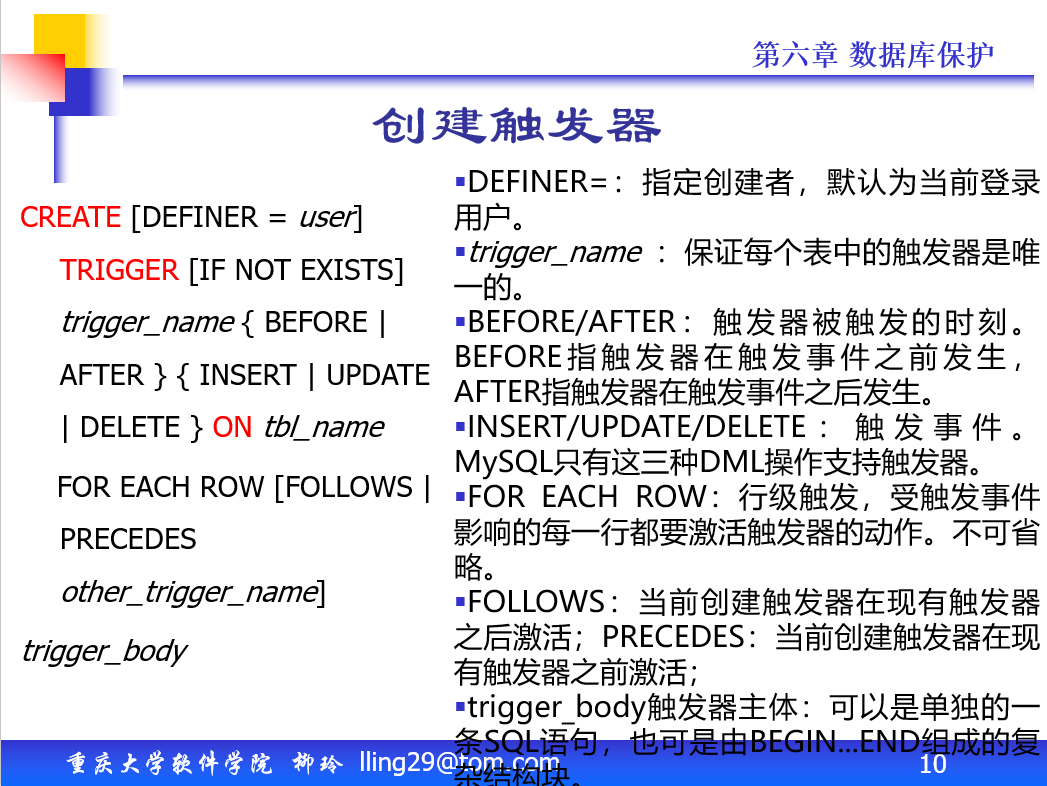 第六章 数据库保护
创建触发器
CREATE [DEFINER = user]
TRIGGER [IF NOT EXISTS]
trigger_name { BEFORE |
AFTER } { INSERT | UPDATE
| DELETE } ON tbl_name
FOR EACH ROW [FOLLOWS |
PRECEDES
other_trigger_name]
trigger_body
▪DEFINER=：指定创建者，默认为当前登录
用户。
▪trigger_name ：保证每个表中的触发器是唯
一的。
▪BEFORE/AFTER：触发器被触发的时刻。
BEFORE指触发器在触发事件之前发生，
AFTER指触发器在触发事件之后发生。
▪INSERT/UPDATE/DELETE：触发事件。
MySQL只有这三种DML操作支持触发器。
▪FOR EACH ROW：行级触发，受触发事件
影响的每一行都要激活触发器的动作。不可省
略。
▪FOLLOWS：当前创建触发器在现有触发器
之后激活；PRECEDES：当前创建触发器在现
有触发器之前激活；
▪trigger_body触发器主体：可以是单独的一
条SQL语句，也可是由BEGIN...END组成的复
杂结构块。
重庆大学软件学院 柳玲 lling29@tom.com
10